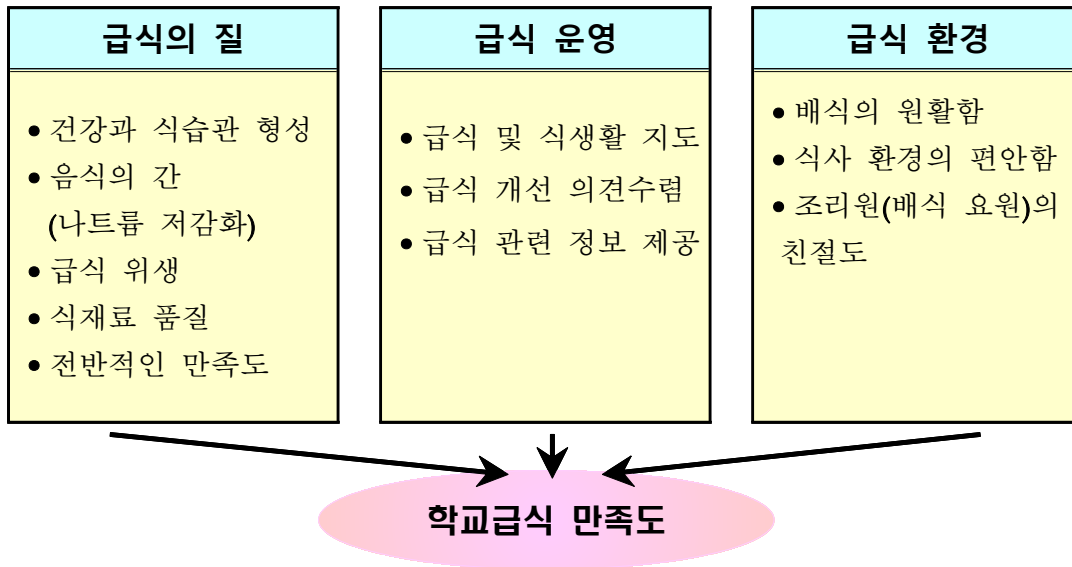 급식의 질
• 건강과 식습관 형성
• 음식의 간
(나트륨 저감화)
• 급식 위생
• 식재료 품질
• 전반적인 만족도
급식 운영
• 급식 및 식생활 지도
• 급식 개선 의견수렴
• 급식 관련 정보 제공
급식 환경
• 배식의 원활함
• 식사 환경의 편안함
• 조리원(배식 요원)의
친절도
학교급식 만족도